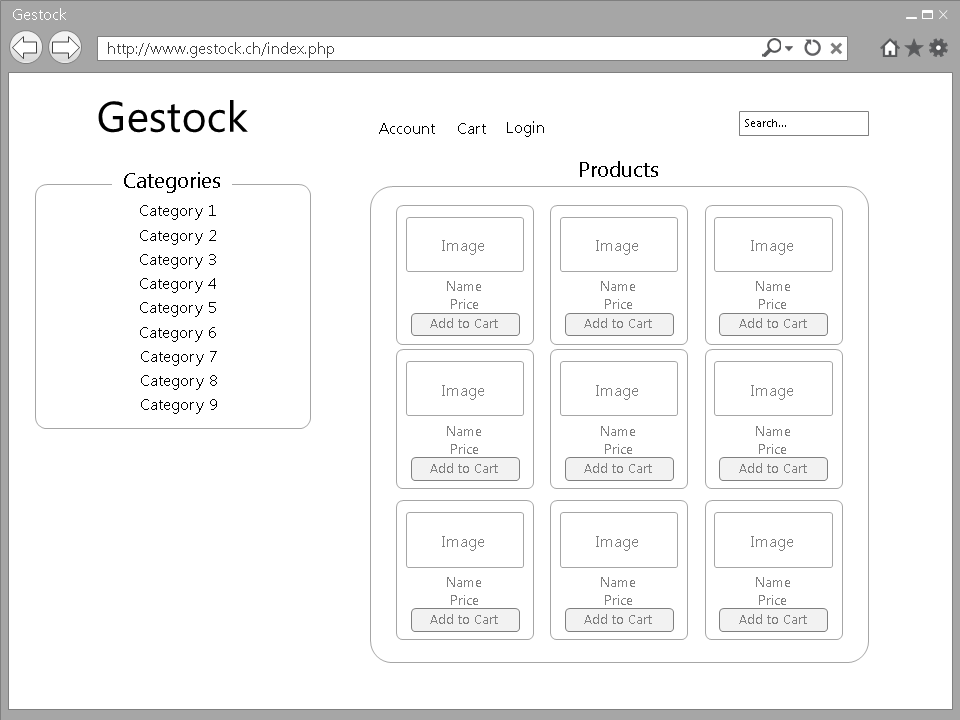 Gestock
http://www.gestock.ch/index.php
Gestock
Account Cart Login
Search...
Categories
Category 1
Category 2
Category 3
Category 4
Category 5
Category 6
Category 7
Category 8
Category 9
Products
Image Image Image
Name Name Name
Price Price Price
Add to Cart Add to Cart Add to Cart
Image Image Image
Name Name Name
Price Price Price
Add to Cart Add to Cart Add to Cart
Image Image Image
Name Name Name
Price Price Price
Add to Cart Add to Cart Add to Cart